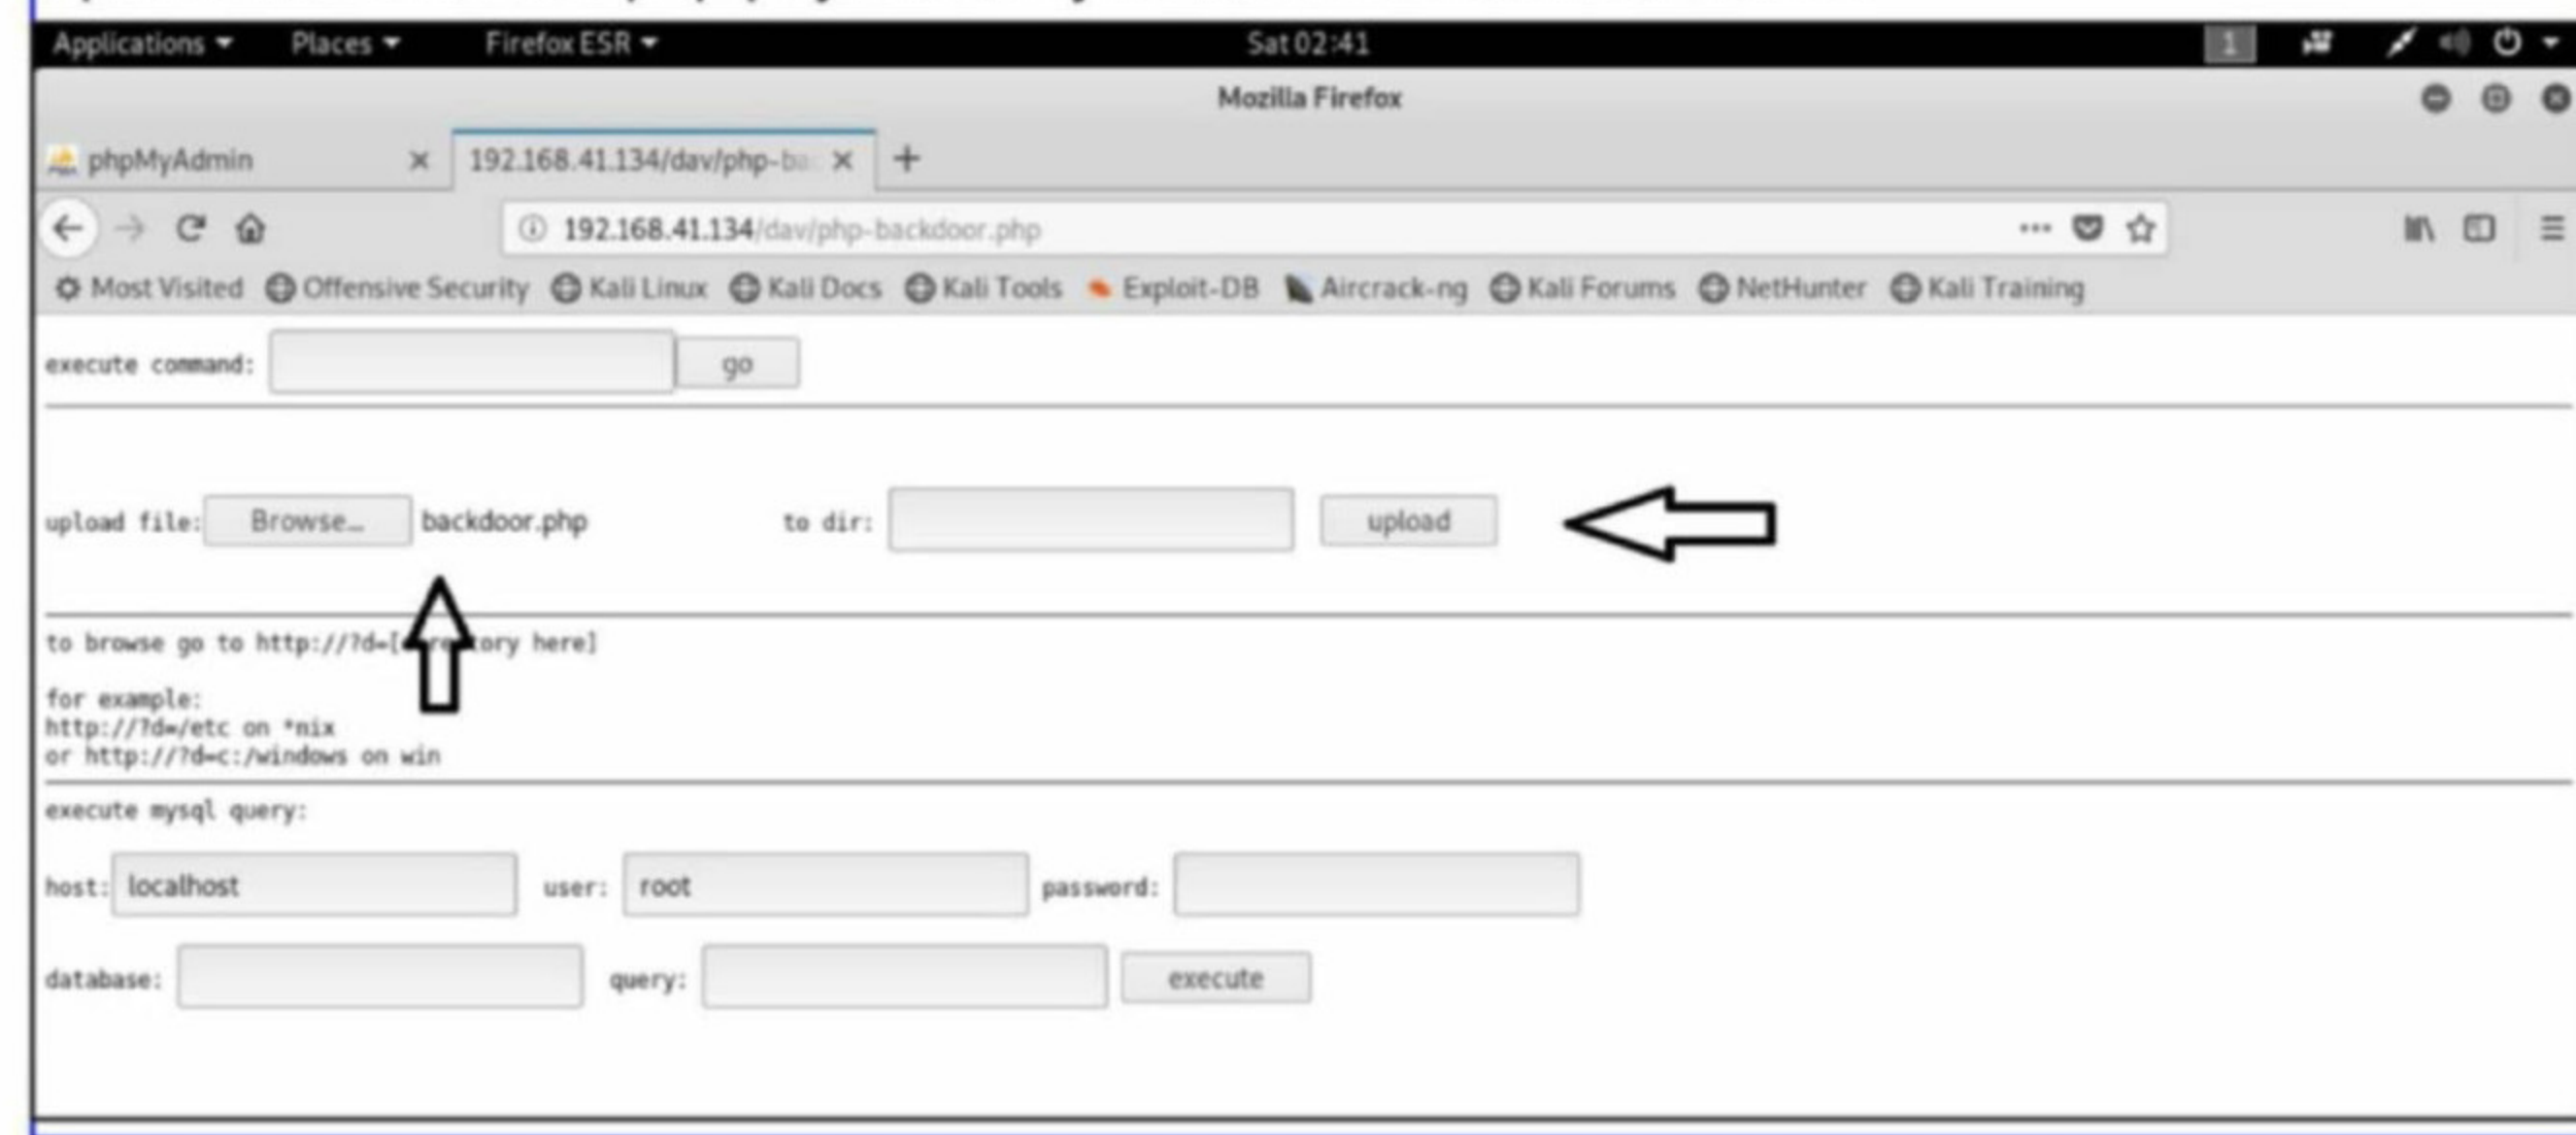 Applications Places Firefox ESR Sat 02:41 1
Mozilla Firefox
phpMyAdmin 192.168.41.134/dav/php-ba
192.168.41.134/dav/php-backdoor.php
Most Visited Offensive Security Kali Linux Kali Docs Kali Tools Exploit-DB Aircrack-ng Kali Forums NetHunter Kali Training
execute command: go
upload file: Browse... backdoor.php to dir: upload
to browse go to http://?d=[directory here]
for example:
http://?d=/etc on *nix
or http://?d=c:/windows on win
execute mysql query:
host: localhost user: root password:
database: query: execute